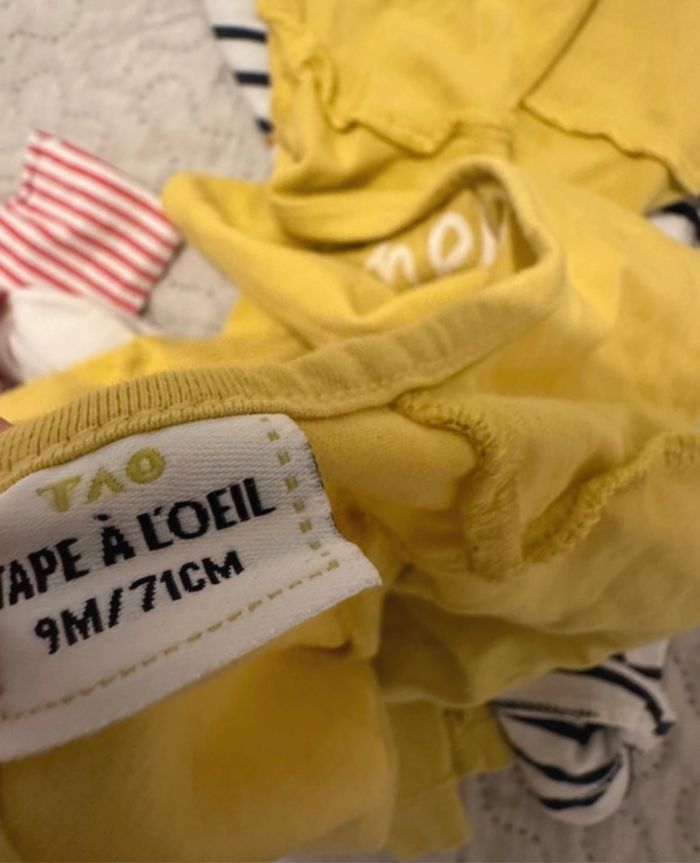 TAO
TAPE À L'OEIL
9M/71CM